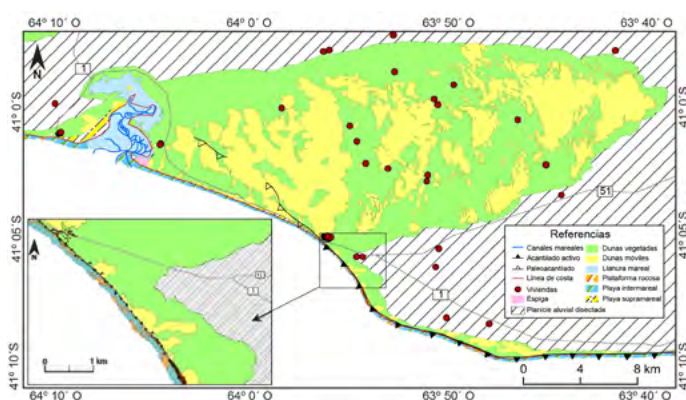 64° 10´ O
64° 0´ O
63° 50´ O
63° 40´ O
N
1
41° 0´S
41° 0´S
51
41° 05´S
41° 05´S
Referencias
Canales mareales
Dunas vegetadas
Acantilado activo
Dunas móviles
Paleoacantilado
Llanura mareal
Línea de costa
Plataforma rocosa
Viviendas
Playa intermareal
Espiga
Playa supramareal
Planicie aluvial disectada
N
1
1
0
1 km
0
4
8 km
41° 10´S
41° 10´S
64° 10´ O
64° 0´ O
63° 50´ O
63° 40´ O